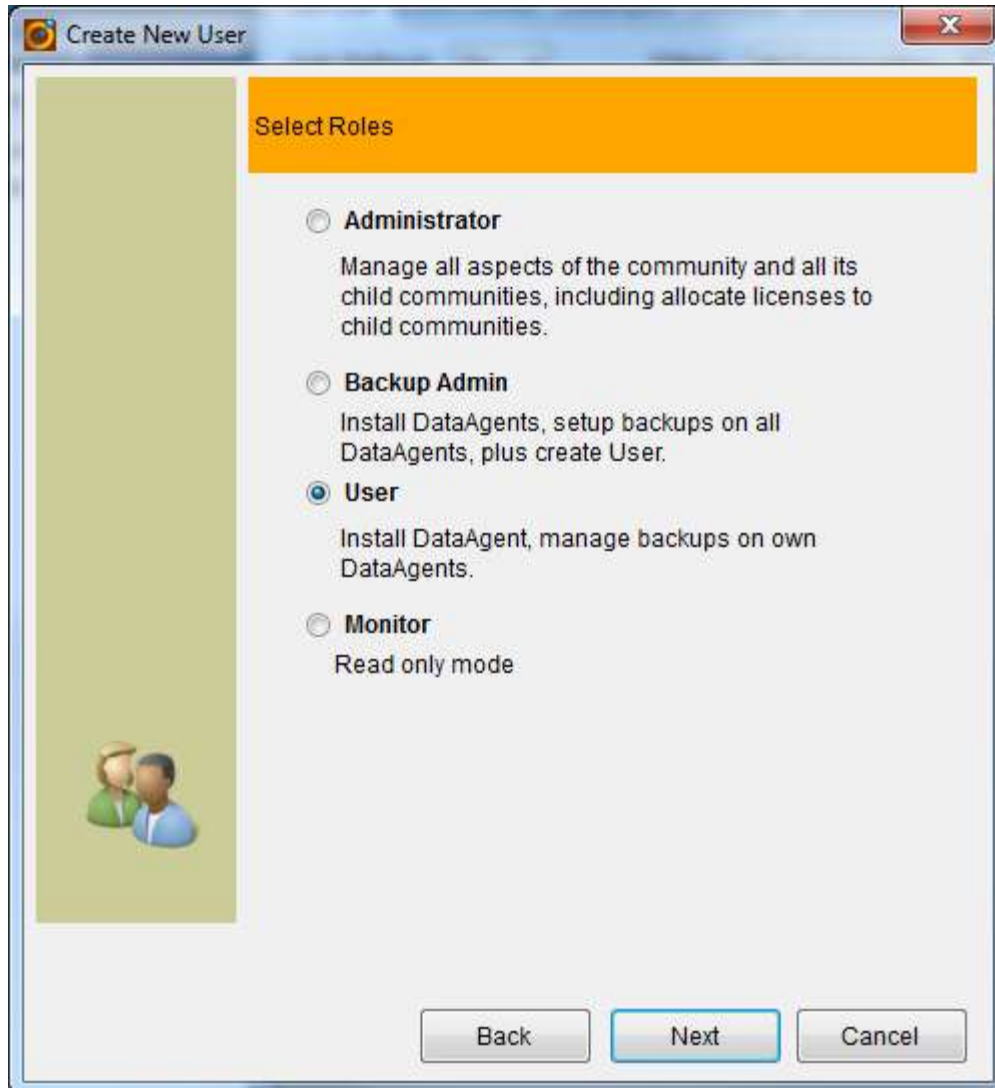 Create New User
Select Roles
Administrator
Manage all aspects of the community and all its
child communities, including allocate licenses to
child communities.
Backup Admin
Install DataAgents, setup backups on all
DataAgents, plus create User.
User
Install DataAgent, manage backups on own
DataAgents.
Monitor
Read only mode
Back Next Cancel